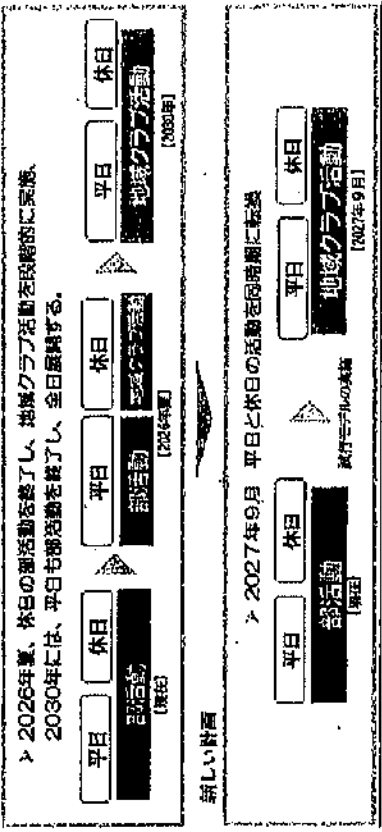 ➢ 2026年夏、休日の部活動を終了し、地域クラブ活動を段階的に実施。
2030年には、平日も部活動を終了し、全日展開する。
平日 休日 平日 休日 平日 休日
部活動 部活動 地域クラブ活動 地域クラブ活動
【現在】 【2026年夏】 【2030年】
新しい計画
➢ 2027年9月 平日と休日の活動を同時期に転換
平日 休日 平日 休日
部活動 地域クラブ活動
【現在】 試行モデルの実施 【2027年9月】